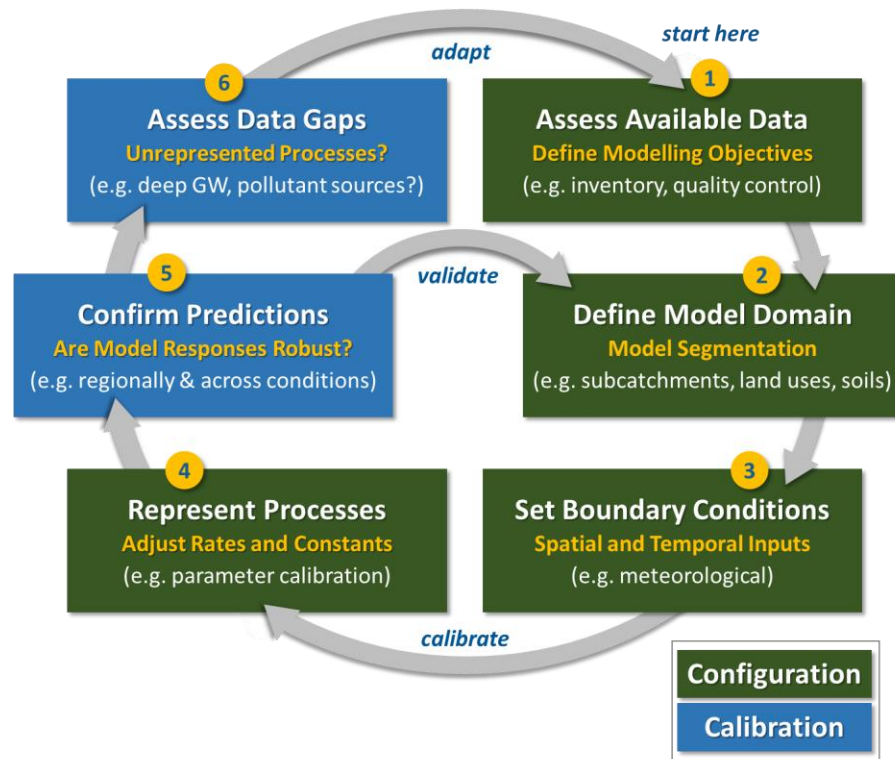 start here
adapt
1
Assess Available Data
Define Modelling Objectives
(e.g. inventory, quality control)
2
Define Model Domain
Model Segmentation
(e.g. subcatchments, land uses, soils)
3
Set Boundary Conditions
Spatial and Temporal Inputs
(e.g. meteorological)
calibrate
4
Represent Processes
Adjust Rates and Constants
(e.g. parameter calibration)
5
Confirm Predictions
Are Model Responses Robust?
(e.g. regionally & across conditions)
validate
6
Assess Data Gaps
Unrepresented Processes?
(e.g. deep GW, pollutant sources?)
Configuration
Calibration